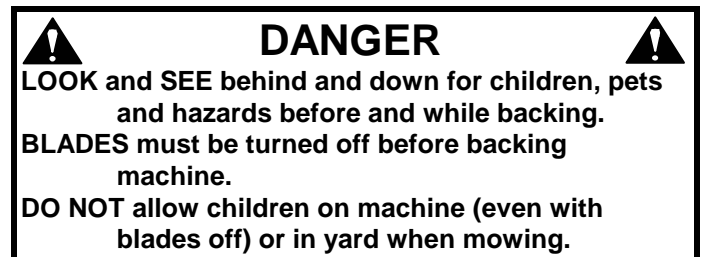 DANGER
LOOK and SEE behind and down for children, pets
and hazards before and while backing.
BLADES must be turned off before backing
machine.
DO NOT allow children on machine (even with
blades off) or in yard when mowing.